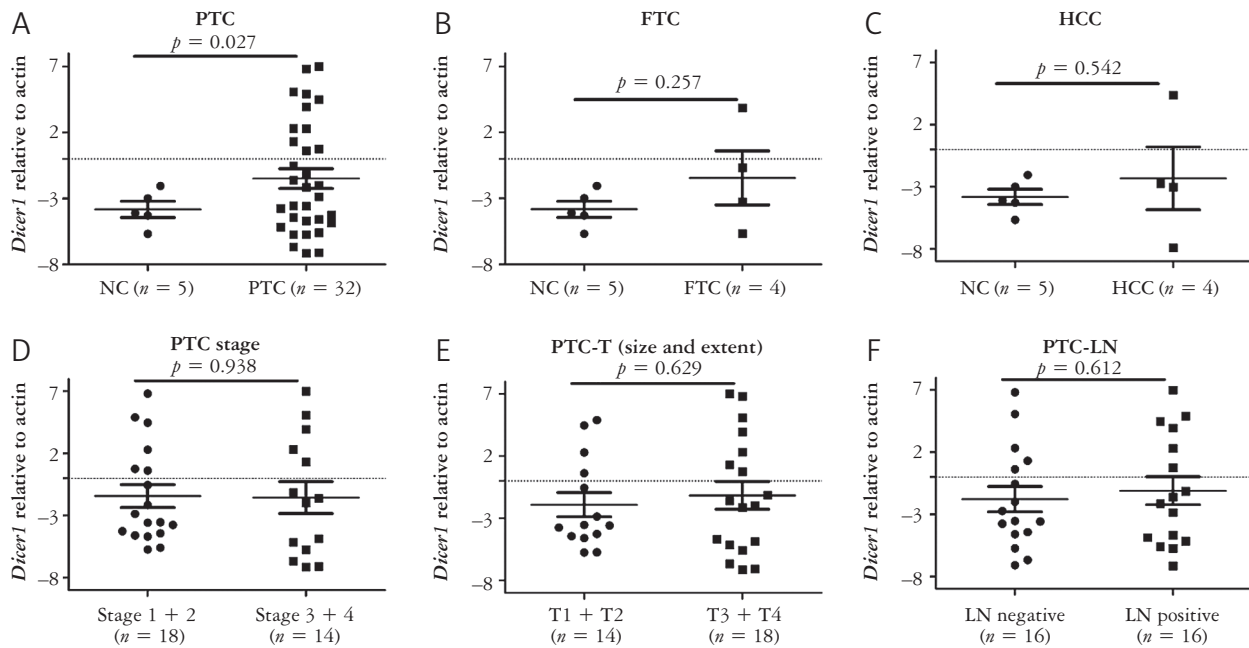 A
PTC
p = 0.027
Dicer1 relative to actin
7
2
−3
−8
NC (n = 5)
PTC (n = 32)
B
FTC
p = 0.257
Dicer1 relative to actin
7
2
−3
−8
NC (n = 5)
FTC (n = 4)
C
HCC
p = 0.542
Dicer1 relative to actin
7
2
−3
−8
NC (n = 5)
HCC (n = 4)
D
PTC stage
p = 0.938
Dicer1 relative to actin
7
2
−3
−8
Stage 1 + 2
(n = 18)
Stage 3 + 4
(n = 14)
E
PTC-T (size and extent)
p = 0.629
Dicer1 relative to actin
7
2
−3
−8
T1 + T2
(n = 14)
T3 + T4
(n = 18)
F
PTC-LN
p = 0.612
Dicer1 relative to actin
7
2
−3
−8
LN negative
(n = 16)
LN positive
(n = 16)